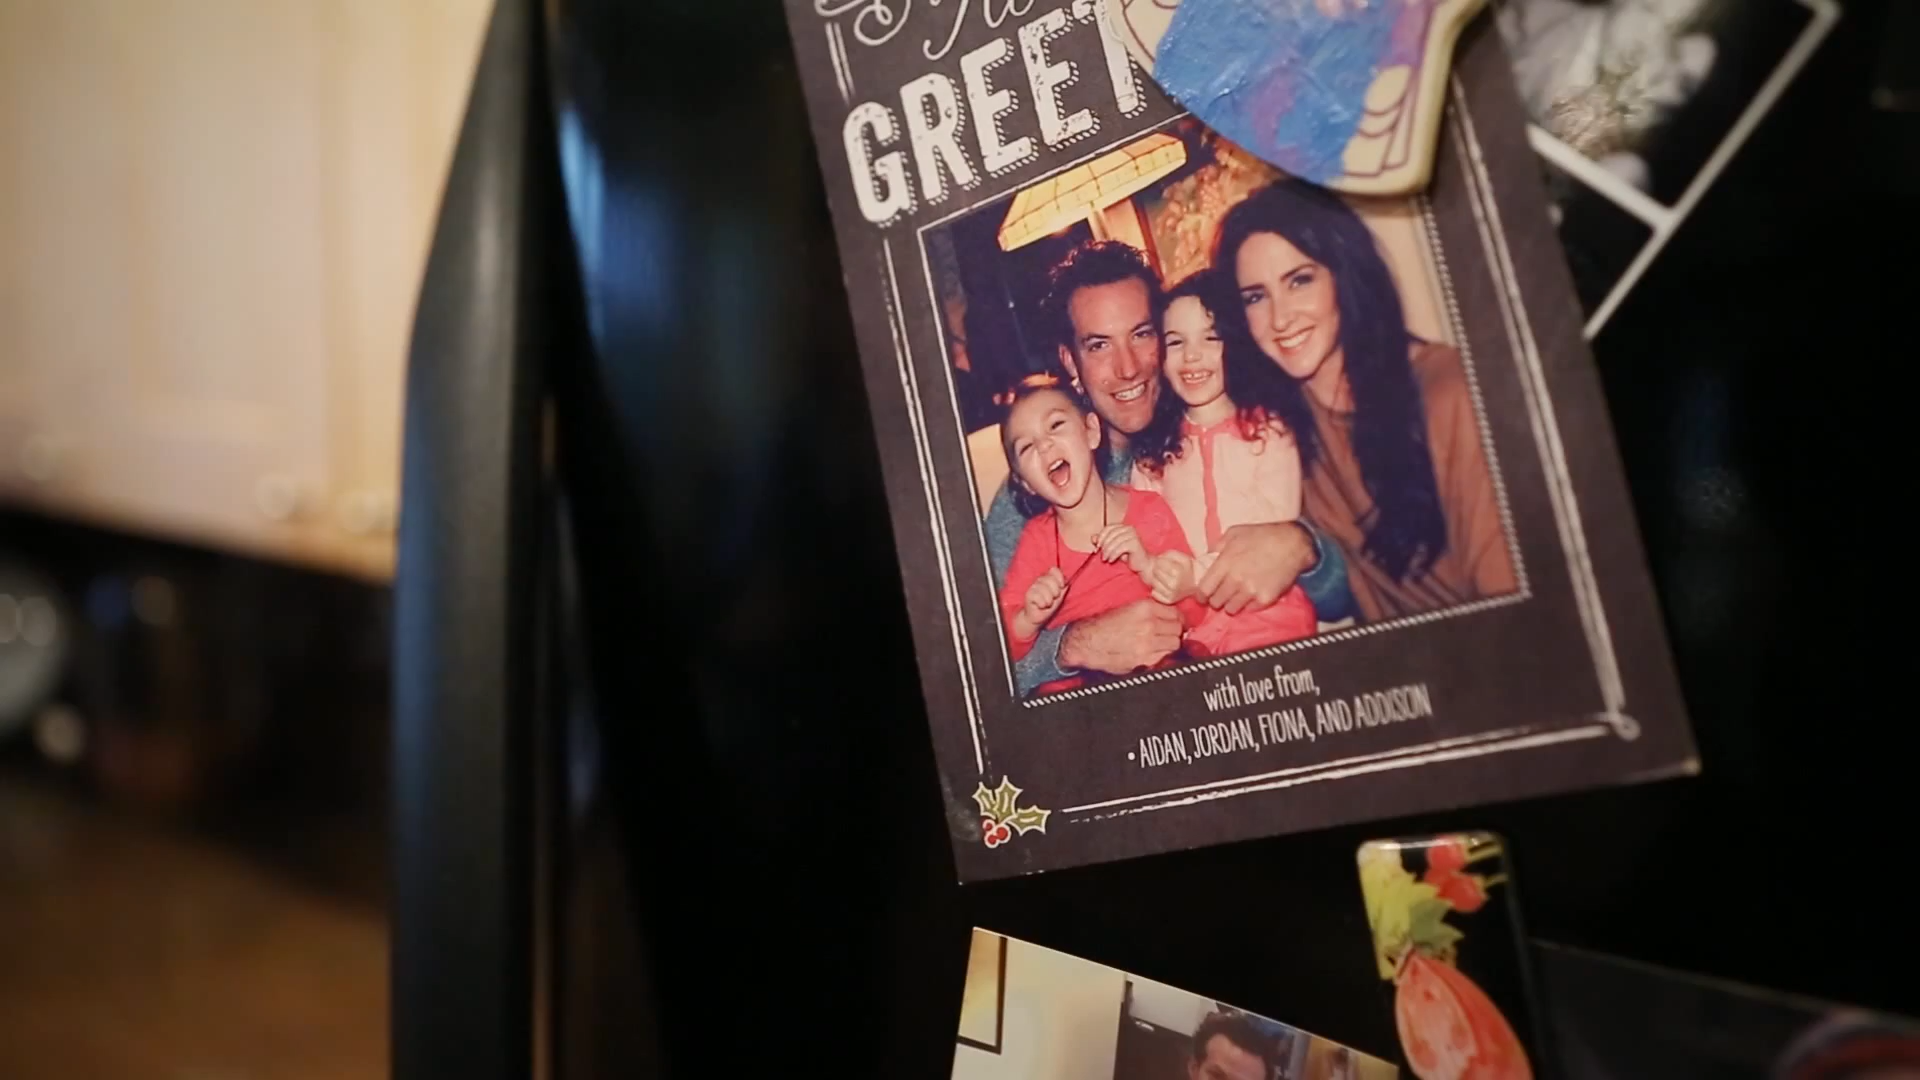 GREET
with love from,
• AIDAN, JORDAN, FIONA, AND ADDISON